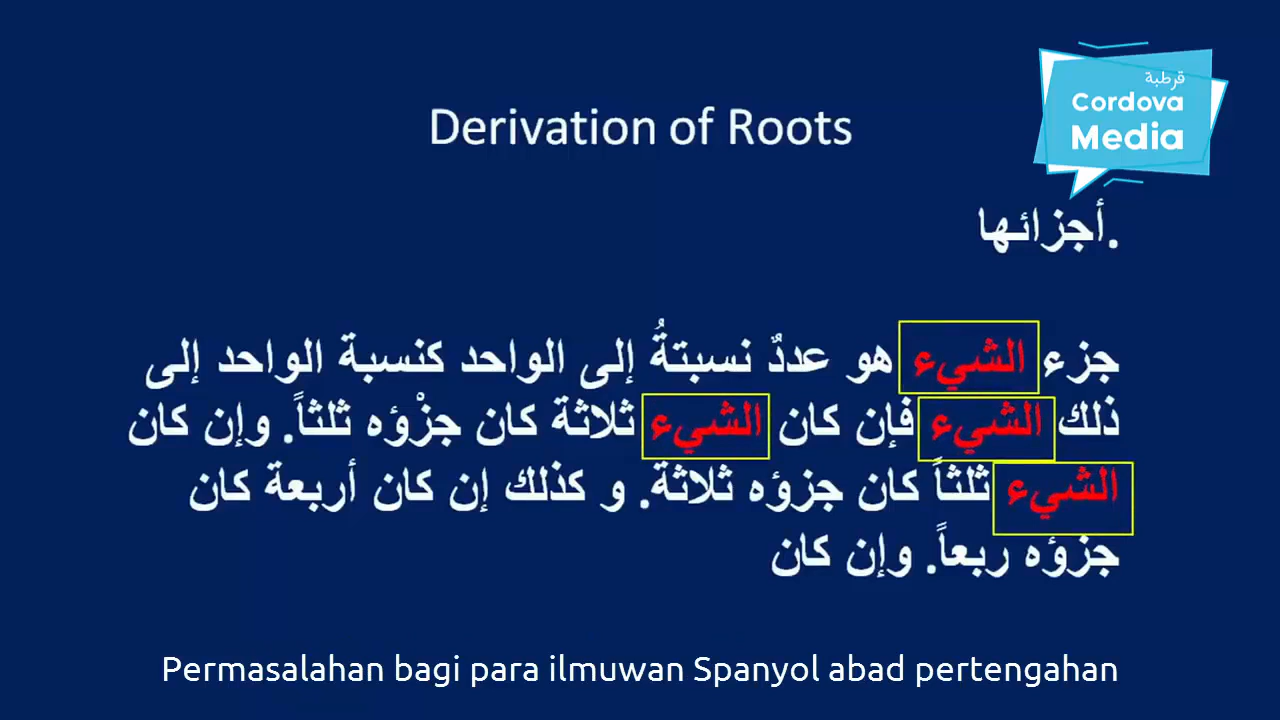 قرطبة
Cordova
Media
Derivation of Roots
أجزائها.
جزء الشيء هو عددٌ نسبتةُ إلى الواحد كنسبة الواحد إلى
ذلك الشيء فإن كان الشيء ثلاثة كان جزْؤه ثلثاً. وإن كان
الشيء ثلثاً كان جزؤه ثلاثة. و كذلك إن كان أربعة كان
جزؤه ربعاً. وإن كان
Permasalahan bagi para ilmuwan Spanyol abad pertengahan